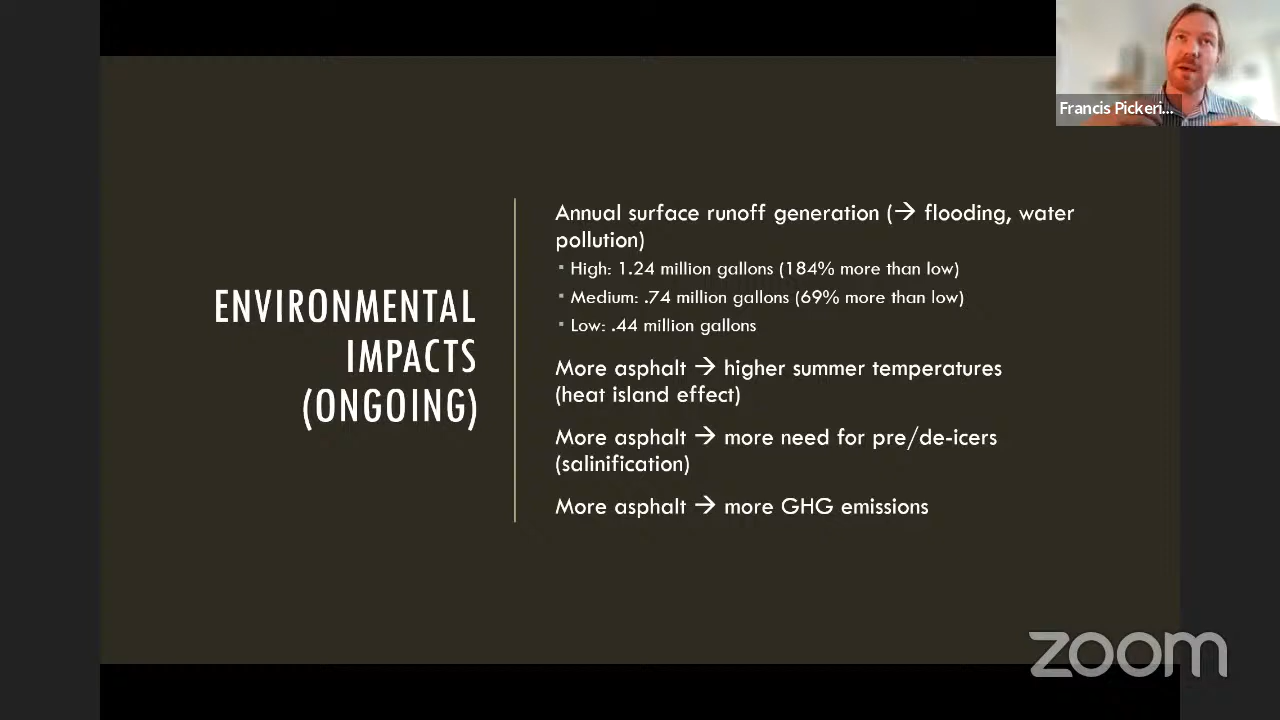 Francis Pickeri...
ENVIRONMENTAL
IMPACTS
(ONGOING)
Annual surface runoff generation (→ flooding, water
pollution)
▪ High: 1.24 million gallons (184% more than low)
▪ Medium: .74 million gallons (69% more than low)
▪ Low: .44 million gallons
More asphalt → higher summer temperatures
(heat island effect)
More asphalt → more need for pre/de-icers
(salinification)
More asphalt → more GHG emissions
zoom